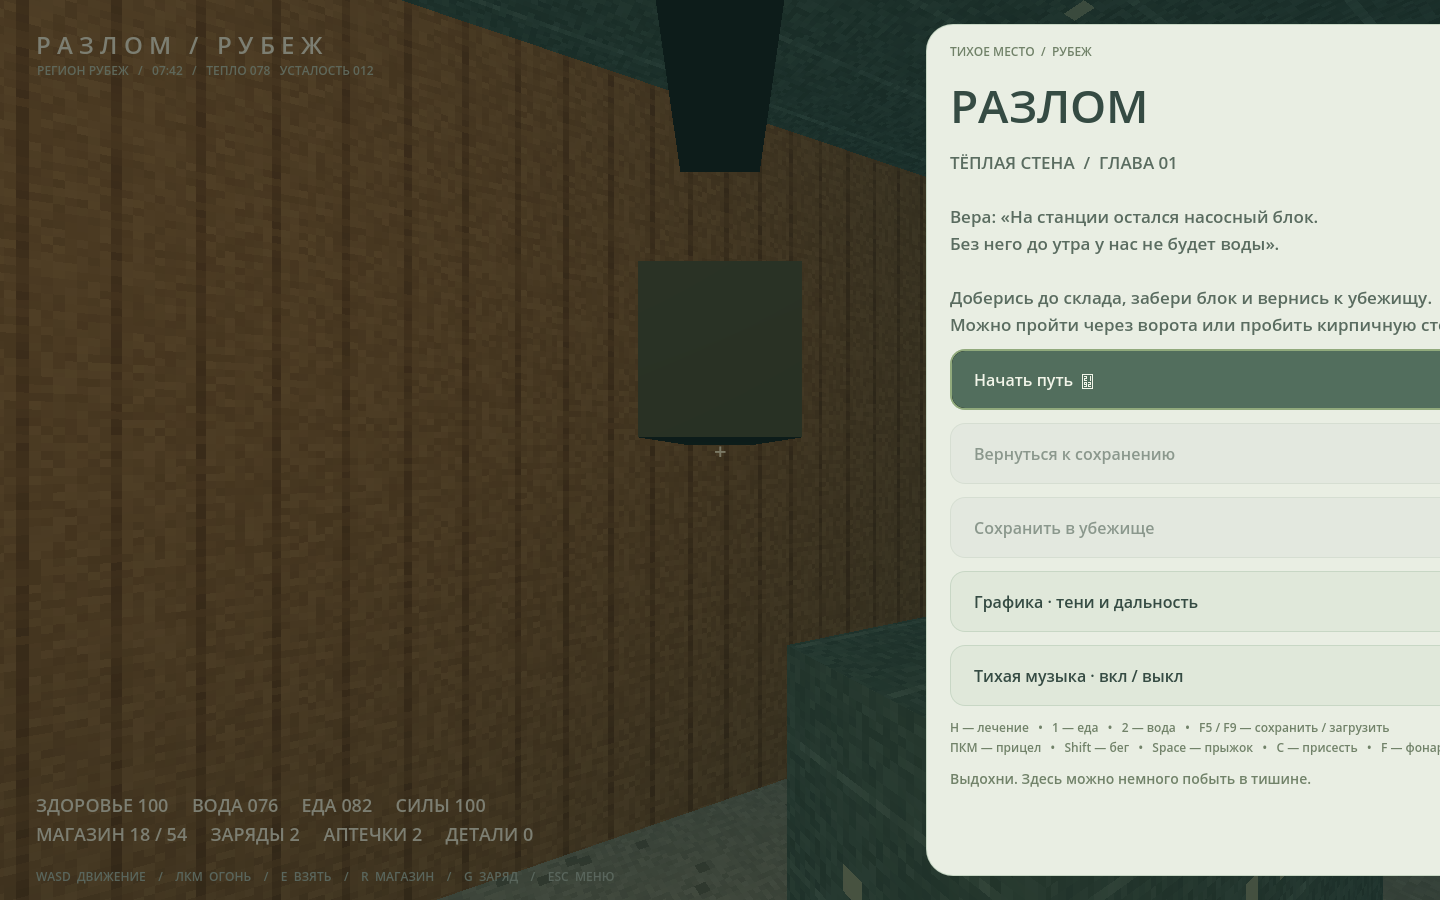 РАЗЛОМ / РУБЕЖ
РЕГИОН РУБЕЖ / 07:42 / ТЕПЛО 078 УСТАЛОСТЬ 012
ТИХОЕ МЕСТО / РУБЕЖ
РАЗЛОМ
ТЁПЛАЯ СТЕНА / ГЛАВА 01
Вера: «На станции остался насосный блок.
Без него до утра у нас не будет воды».
Доберись до склада, забери блок и вернись к убежищу.
Можно пройти через ворота или пробить кирпичную
Начать путь
Вернуться к сохранению
Сохранить в убежище
Графика · тени и дальность
Тихая музыка · вкл / выкл
H — лечение • 1 — еда • 2 — вода • F5 / F9 — сохранить / загрузить
ПКМ — прицел • Shift — бег • Space — прыжок • C — присесть • F —
Выдохни. Здесь можно немного побыть в тишине.
ЗДОРОВЬЕ 100 ВОДА 076 ЕДА 082 СИЛЫ 100
МАГАЗИН 18 / 54 ЗАРЯДЫ 2 АПТЕЧКИ 2 ДЕТАЛИ 0
WASD ДВИЖЕНИЕ / ЛКМ ОГОНЬ / E ВЗЯТЬ / R МАГАЗИН / G ЗАРЯД / ESC МЕНЮ